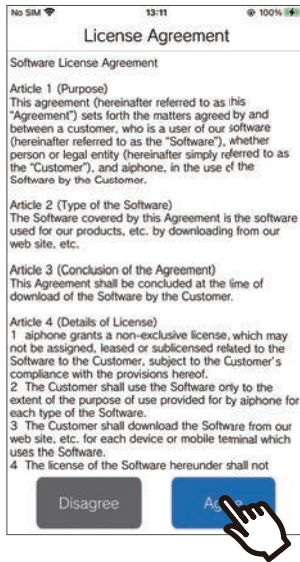 No SIM 13:11 100%
License Agreement
Software License Agreement
Article 1 (Purpose)
This agreement (hereinafter referred to as this
"Agreement") sets forth the matters agreed by and
between a customer, who is a user of our software
(hereinafter referred to as the "Software"), whether
person or legal entity (hereinafter simply referred to as
the "Customer"), and aiphone, in the use of the
Software by the Customer.
Article 2 (Type of the Software)
The Software covered by this Agreement is the software
used for our products, etc. by downloading from our
web site, etc.
Article 3 (Conclusion of the Agreement)
This Agreement shall be concluded at the time of
download of the Software by the Customer.
Article 4 (Details of License)
1 aiphone grants a non-exclusive license, which may
not be assigned, leased or sublicensed related to the
Software to the Customer, subject to the Customer's
compliance with the provisions hereof.
2 The Customer shall use the Software only to the
extent of the purpose of use provided for by aiphone for
each type of the Software.
3 The Customer shall download the Software from our
web site, etc. for each device or mobile terminal which
uses the Software.
4 The license of the Software hereunder shall not
Disagree
Agree